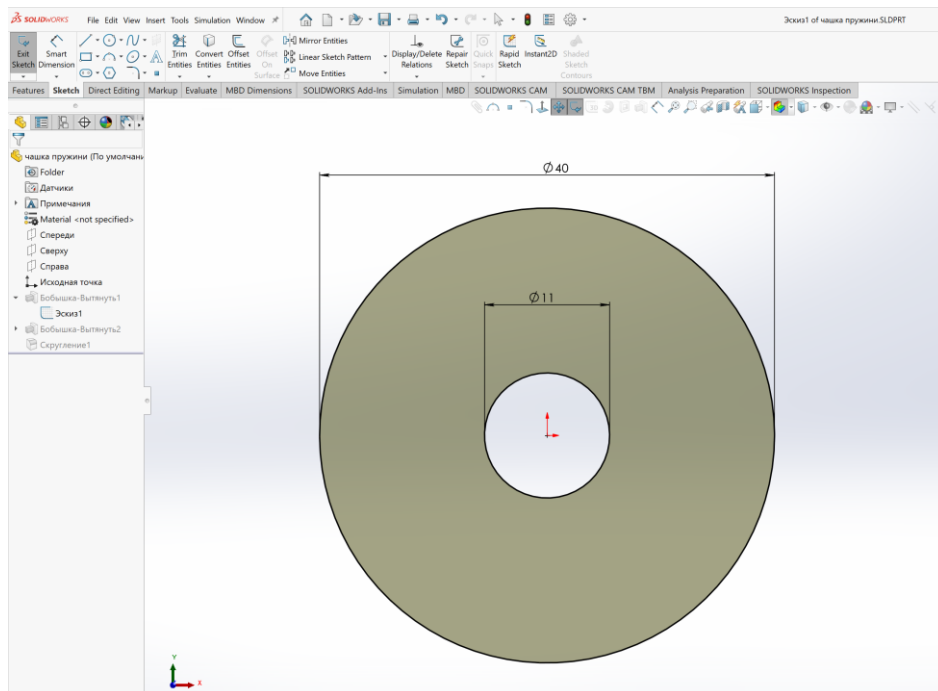 SOLIDWORKS File Edit View Insert Tools Simulation Window
Эскиз1 of чашка пружини.SLDPRT
Exit Sketch
Smart Dimension
Trim Entities
Convert Entities
Offset Entities
Offset On Surface
Mirror Entities
Linear Sketch Pattern
Move Entities
Display/Delete Relations
Repair Sketch
Quick Snaps
Rapid Sketch
Instant2D
Shaded Sketch Contours
Features Sketch Direct Editing Markup Evaluate MBD Dimensions SOLIDWORKS Add-Ins Simulation MBD SOLIDWORKS CAM SOLIDWORKS CAM TBM Analysis Preparation SOLIDWORKS Inspection
чашка пружини (По умолчани
Folder
Датчики
Примечания
Material <not specified>
Спереди
Сверху
Справа
Исходная точка
Бобышка-Вытянуть1
Эскиз1
Бобышка-Вытянуть2
Скругление1
Ø40
Ø11
Y
X